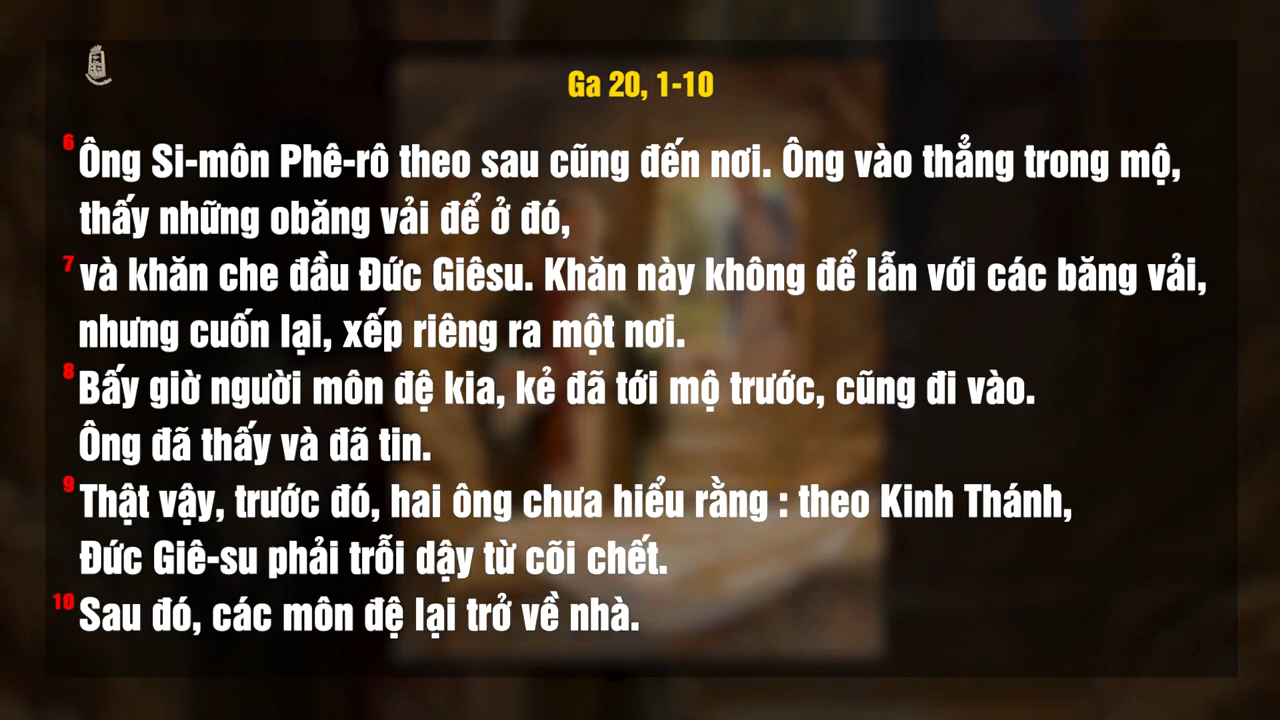 Ga 20, 1-10
6 Ông Si-môn Phê-rô theo sau cũng đến nơi. Ông vào thẳng trong mộ,
thấy những obăng vải để ở đó,
7 và khăn che đầu Đức Giêsu. Khăn này không để lẫn với các băng vải,
nhưng cuốn lại, xếp riêng ra một nơi.
8 Bấy giờ người môn đệ kia, kẻ đã tới mộ trước, cũng đi vào.
Ông đã thấy và đã tin.
9 Thật vậy, trước đó, hai ông chưa hiểu rằng : theo Kinh Thánh,
Đức Giê-su phải trỗi dậy từ cõi chết.
10 Sau đó, các môn đệ lại trở về nhà.